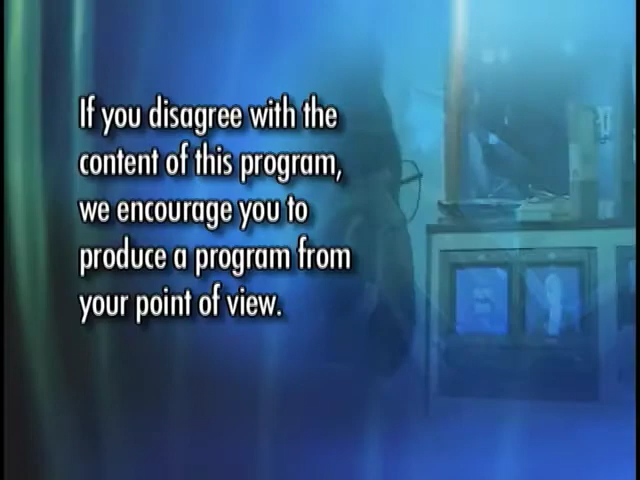 If you disagree with the
content of this program,
we encourage you to
produce a program from
your point of view.